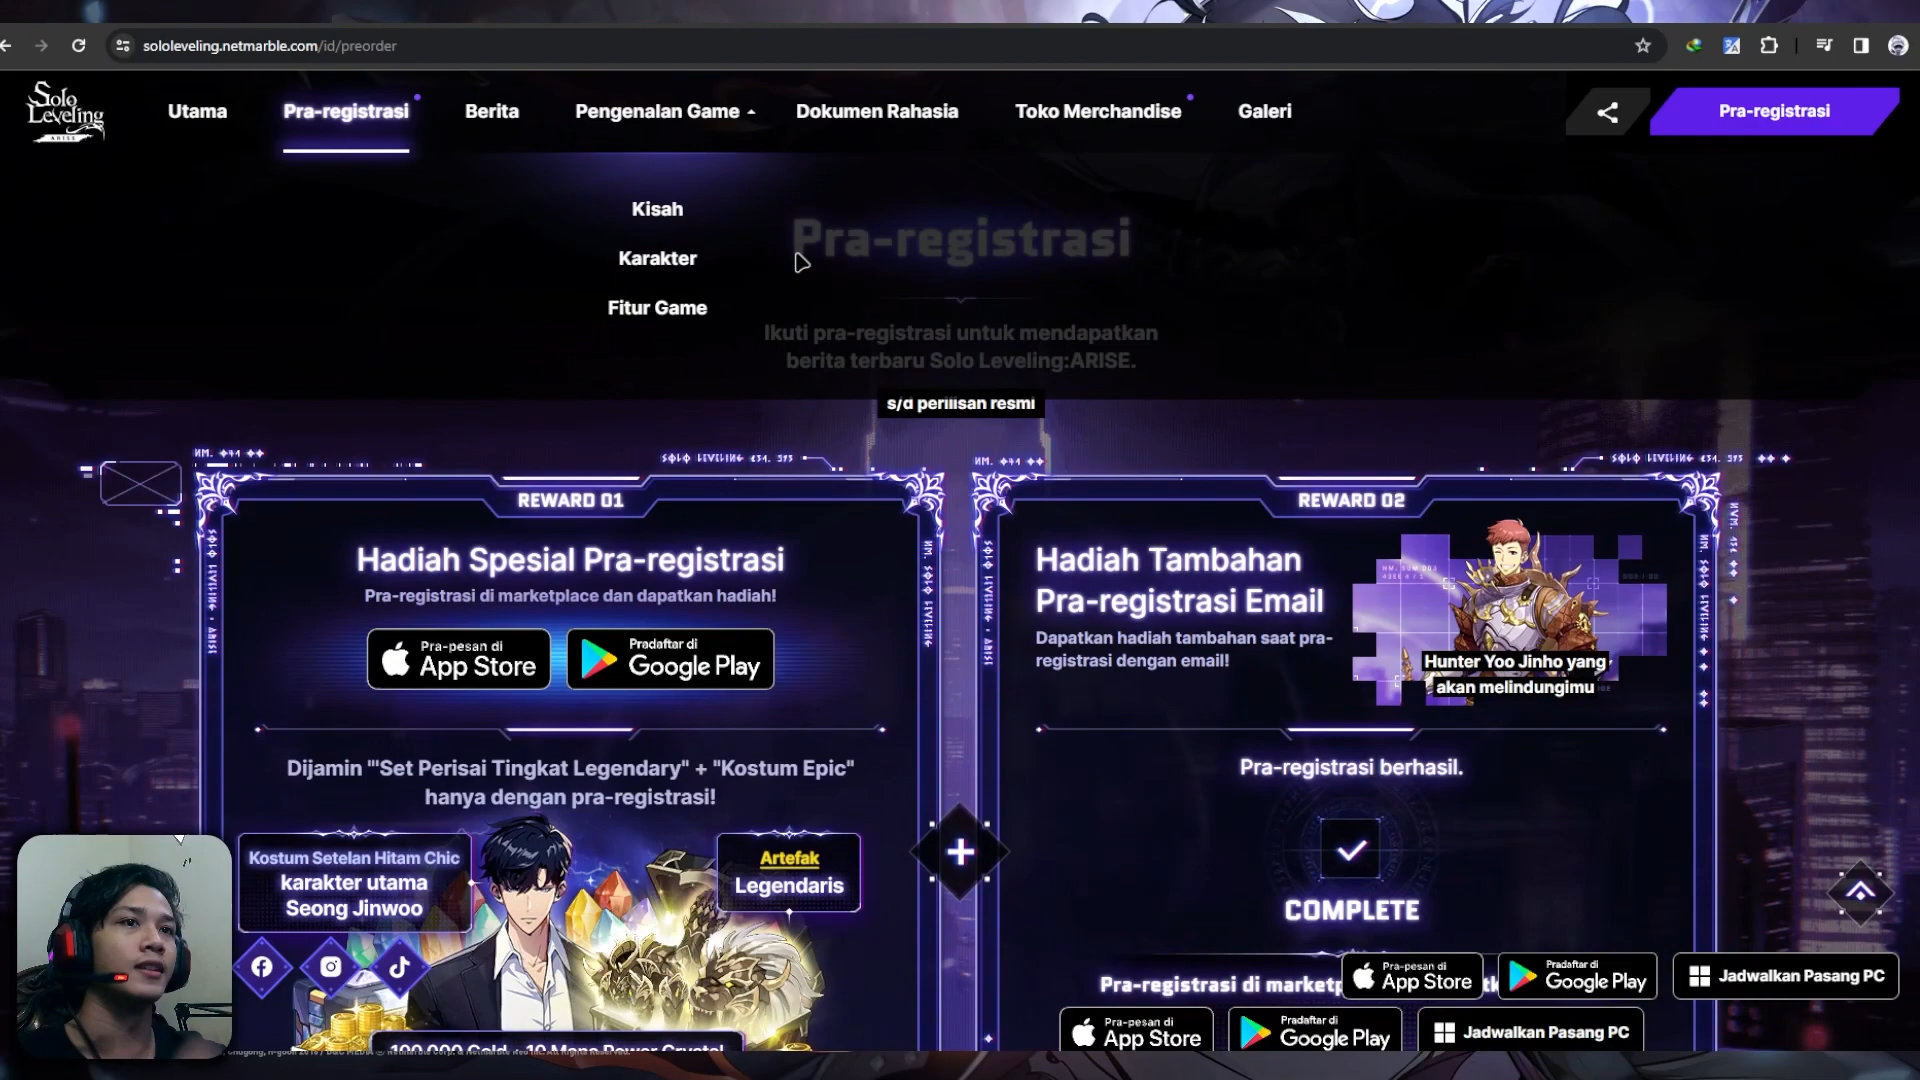 sololeveling.netmarble.com/id/preorder
Solo
Leveling
ARISE
Utama
Pra-registrasi
Berita
Pengenalan Game
Dokumen Rahasia
Toko Merchandise
Galeri
Pra-registrasi
Kisah
Karakter
Fitur Game
Pra-registrasi
Ikuti pra-registrasi untuk mendapatkan
berita terbaru Solo Leveling:ARISE.
s/d perilisan resmi
REWARD 01
Hadiah Spesial Pra-registrasi
Pra-registrasi di marketplace dan dapatkan hadiah!
Pra-pesan di
App Store
Pradaftar di
Google Play
Dijamin "'Set Perisai Tingkat Legendary" + "Kostum Epic"
hanya dengan pra-registrasi!
Kostum Setelan Hitam Chic
karakter utama
Seong Jinwoo
Artefak
Legendaris
REWARD 02
Hadiah Tambahan
Pra-registrasi Email
Dapatkan hadiah tambahan saat pra-
registrasi dengan email!
Hunter Yoo Jinho yang
akan melindungimu
Pra-registrasi berhasil.
COMPLETE
Pra-registrasi di
Pra-pesan di
App Store
Pradaftar di
Google Play
Jadwalkan Pasang PC
Pra-pesan di
App Store
Pradaftar di
Google Play
Jadwalkan Pasang PC